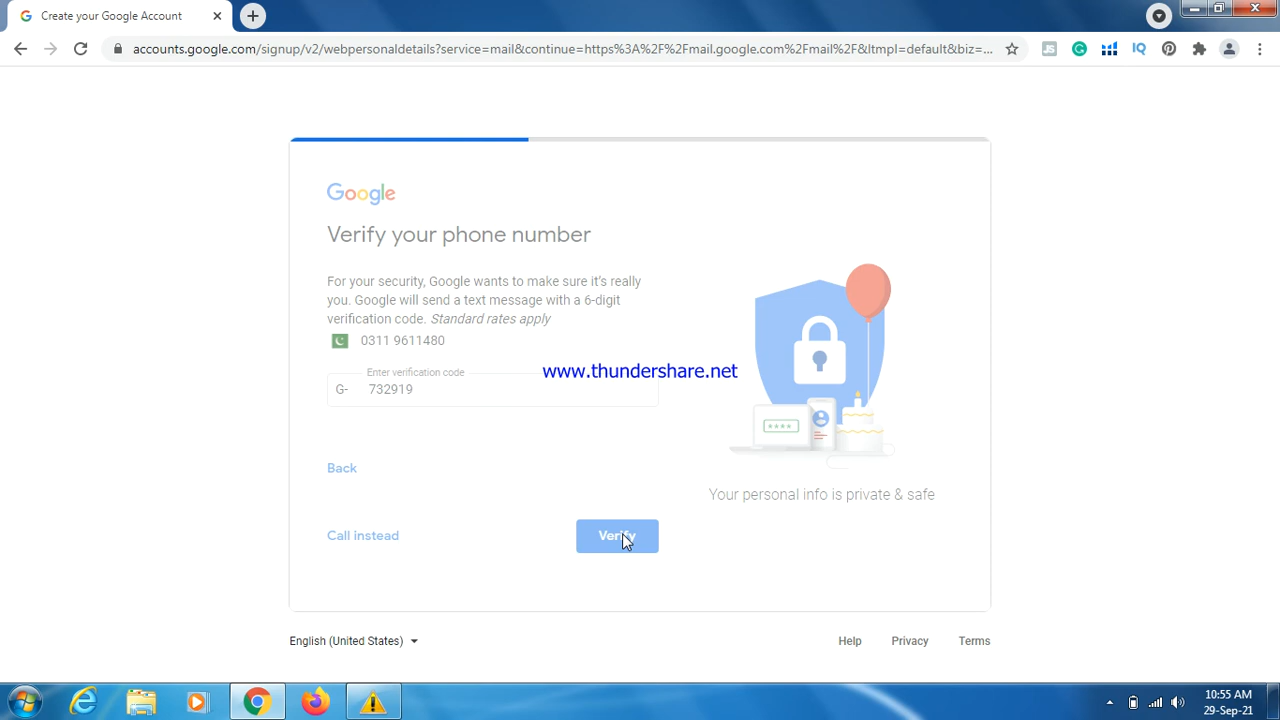 Create your Google Account
accounts.google.com/signup/v2/webpersonaldetails?service=mail&continue=https%3A%2F%2Fmail.google.com%2Fmail%2F&ltmpl=default&biz=...
JS
IQ
Google
Verify your phone number
For your security, Google wants to make sure it's really
you. Google will send a text message with a 6-digit
verification code. Standard rates apply
0311 9611480
Enter verification code
G- 732919
www.thundershare.net
****
Back
Your personal info is private & safe
Call instead
Verify
English (United States)
Help Privacy Terms
10:55 AM
29-Sep-21